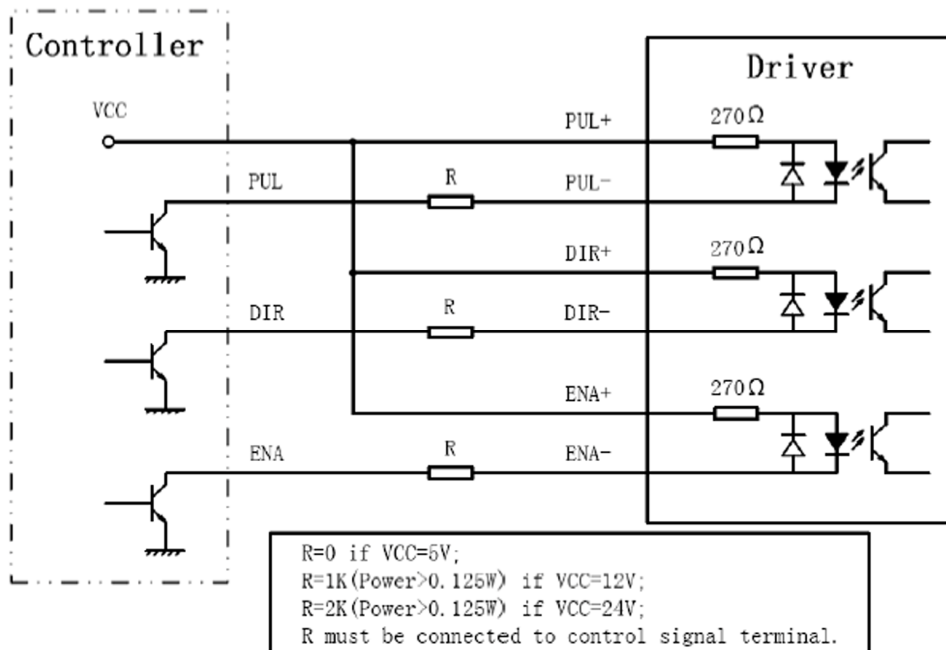 Controller
Driver
VCC
PUL+
270Ω
PUL
R
PUL-
DIR+
270Ω
DIR
R
DIR-
ENA+
270Ω
ENA
R
ENA-
R=0 if VCC=5V;
R=1K(Power>0.125W) if VCC=12V;
R=2K(Power>0.125W) if VCC=24V;
R must be connected to control signal terminal.